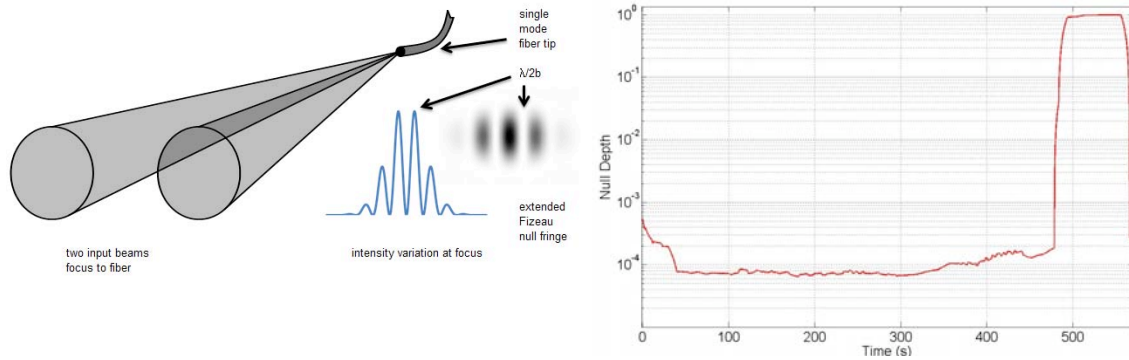 single
mode
fiber tip
λ/2b
two input beams
focus to fiber
intensity variation at focus
extended
Fizeau
null fringe
10⁰
10⁻¹
10⁻²
10⁻³
10⁻⁴
Null Depth
0
100
200
300
400
500
Time (s)